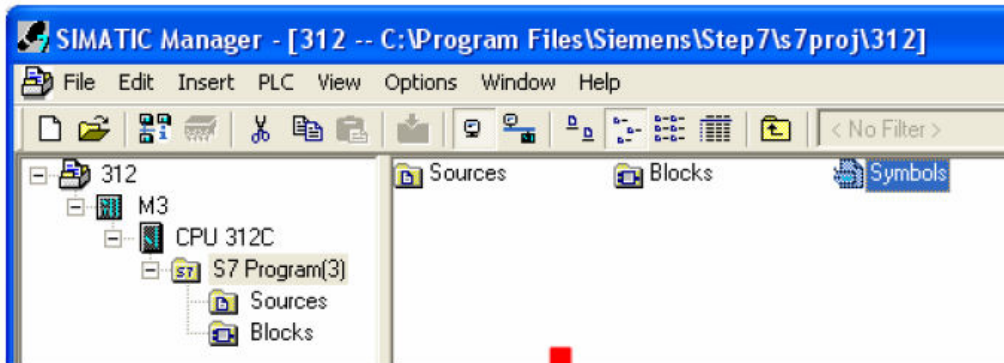 SIMATIC Manager - [312 -- C:\Program Files\Siemens\Step7\s7proj\312]
File Edit Insert PLC View Options Window Help
< No Filter >
312
M3
CPU 312C
S7 Program(3)
Sources
Blocks
Sources Blocks Symbols